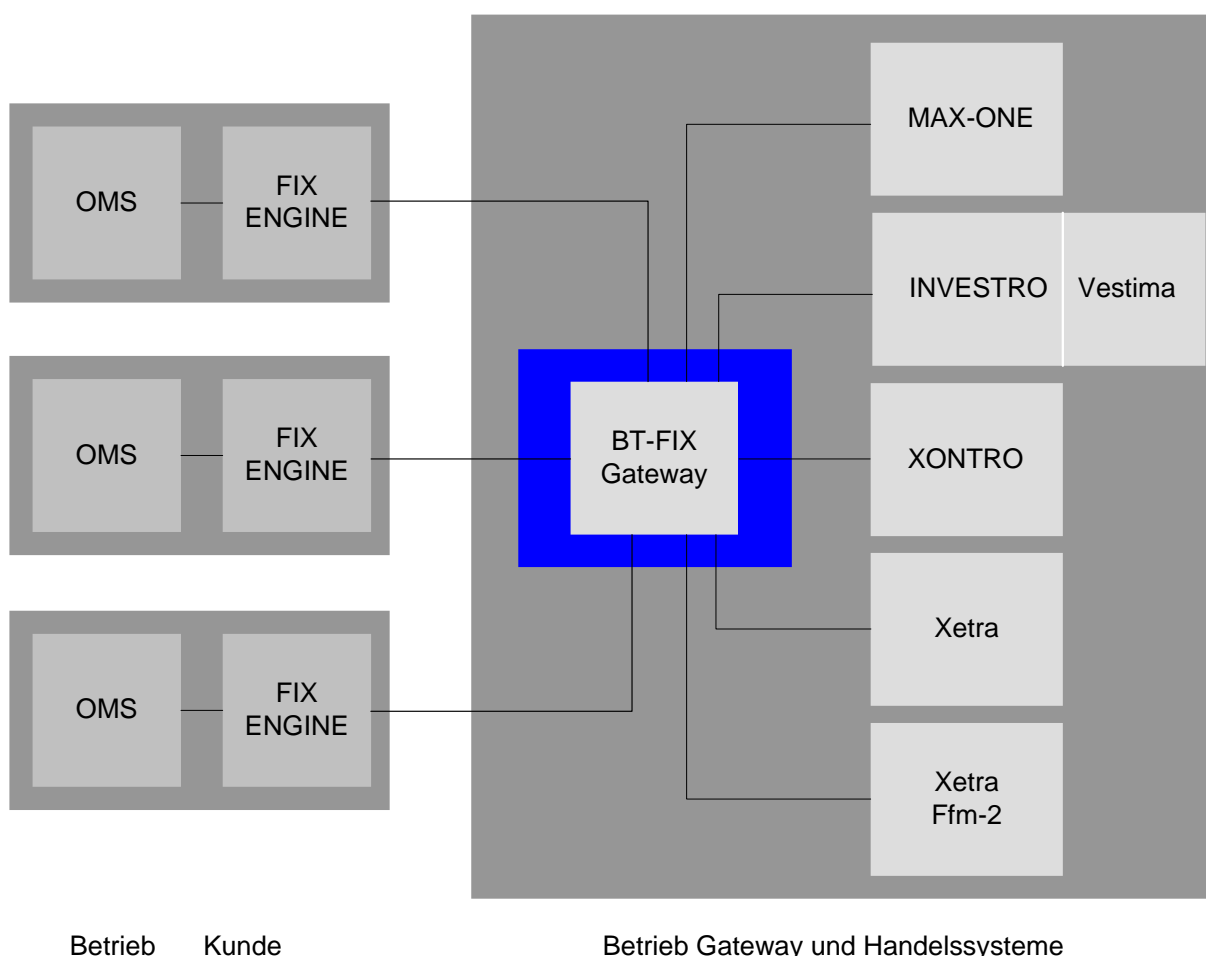 OMS
FIX
ENGINE
OMS
FIX
ENGINE
OMS
FIX
ENGINE
BT-FIX
Gateway
MAX-ONE
INVESTRO
Vestima
XONTRO
Xetra
Xetra
Ffm-2
Betrieb Kunde
Betrieb Gateway und Handelssysteme